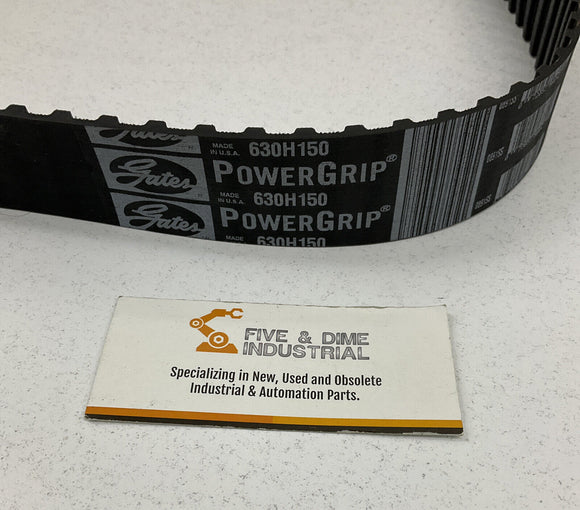 Gates MADE IN U.S.A. 630H150
Gates POWERGRIP®
MADE IN U.S.A. 630H150
Gates POWERGRIP®
MADE 630H150
FIVE & DIME
INDUSTRIAL
Specializing in New, Used and Obsolete
Industrial & Automation Parts.